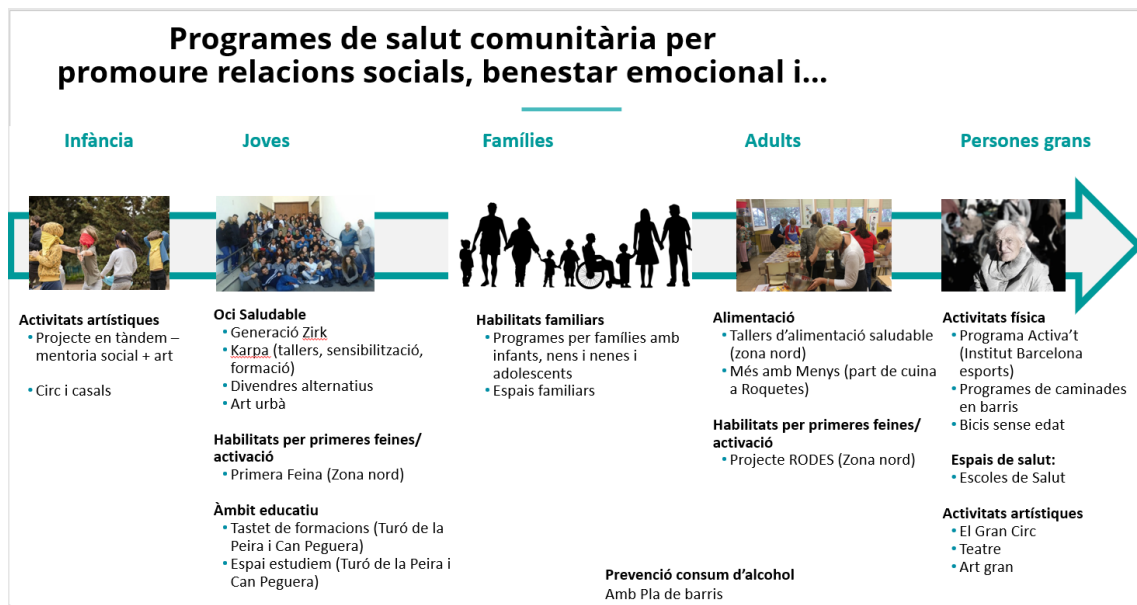 Programes de salut comunitària per
promoure relacions socials, benestar emocional i...
Infància
Joves
Famílies
Adults
Persones grans
Activitats artístiques
• Projecte en tàndem –
mentoria social + art
• Circ i casals
Oci Saludable
• Generació Zirk
• Karpa (tallers, sensibilització,
formació)
• Divendres alternatius
• Art urbà
Habilitats per primeres feines/
activació
• Primera Feina (Zona nord)
Àmbit educatiu
• Tastet de formacions (Turó de la
Peira i Can Peguera)
• Espai estudiem (Turó de la Peira i
Can Peguera)
Habilitats familiars
• Programes per famílies amb
infants, nens i nenes i
adolescents
• Espais familiars
Alimentació
• Tallers d'alimentació saludable
(zona nord)
• Més amb Menys (part de cuina
a Roquetes)
Habilitats per primeres feines/
activació
• Projecte RODES (Zona nord)
Prevenció consum d'alcohol
Amb Pla de barris
Activitat física
• Programa Activa't
(Institut Barcelona
esports)
• Programes de caminades
en barris
• Bicis sense edat
Espais de salut:
• Escoles de Salut
Activitats artístiques
• El Gran Circ
• Teatre
• Art gran